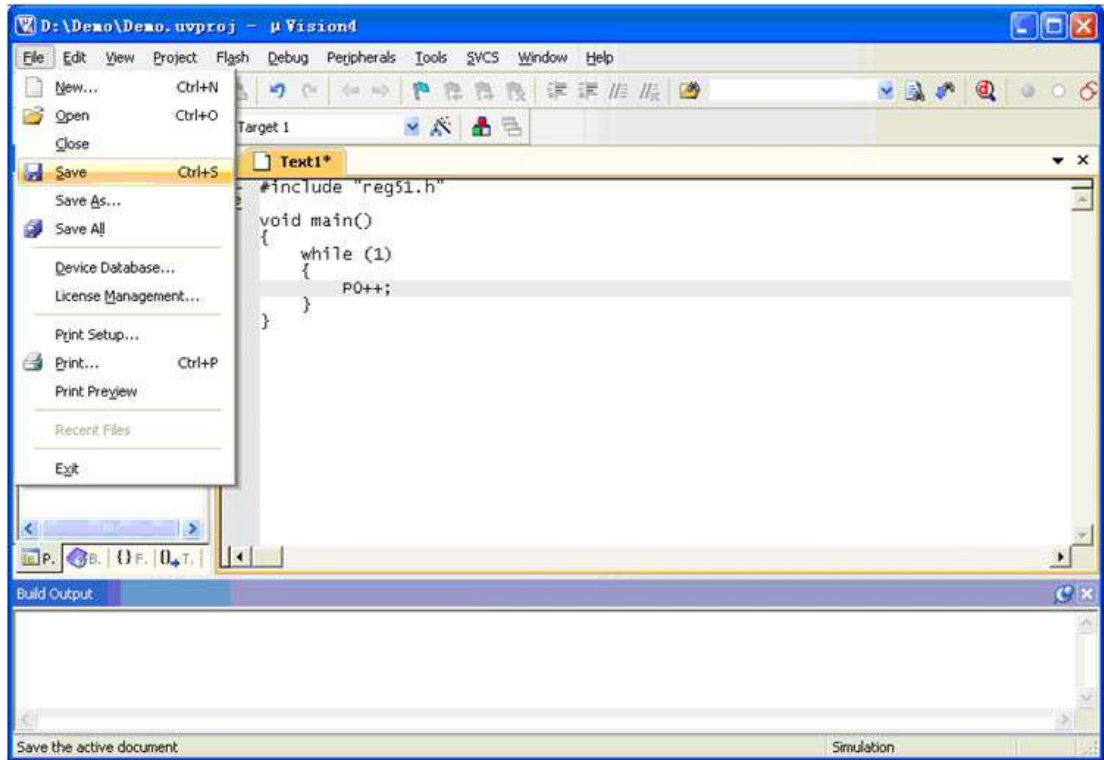 D:\Demo\Demo.uvproj - µVision4
File Edit View Project Flash Debug Peripherals Tools SVCS Window Help
New... Ctrl+N
Open Ctrl+O
Close
Save Ctrl+S
Save As...
Save All
Device Database...
License Management...
Print Setup...
Print... Ctrl+P
Print Preview
Recent Files
Exit
Target 1
Text1*
#include "reg51.h"
void main()
{
while (1)
{
P0++;
}
}
P. B. {} F. 0 T.
Build Output
Save the active document Simulation